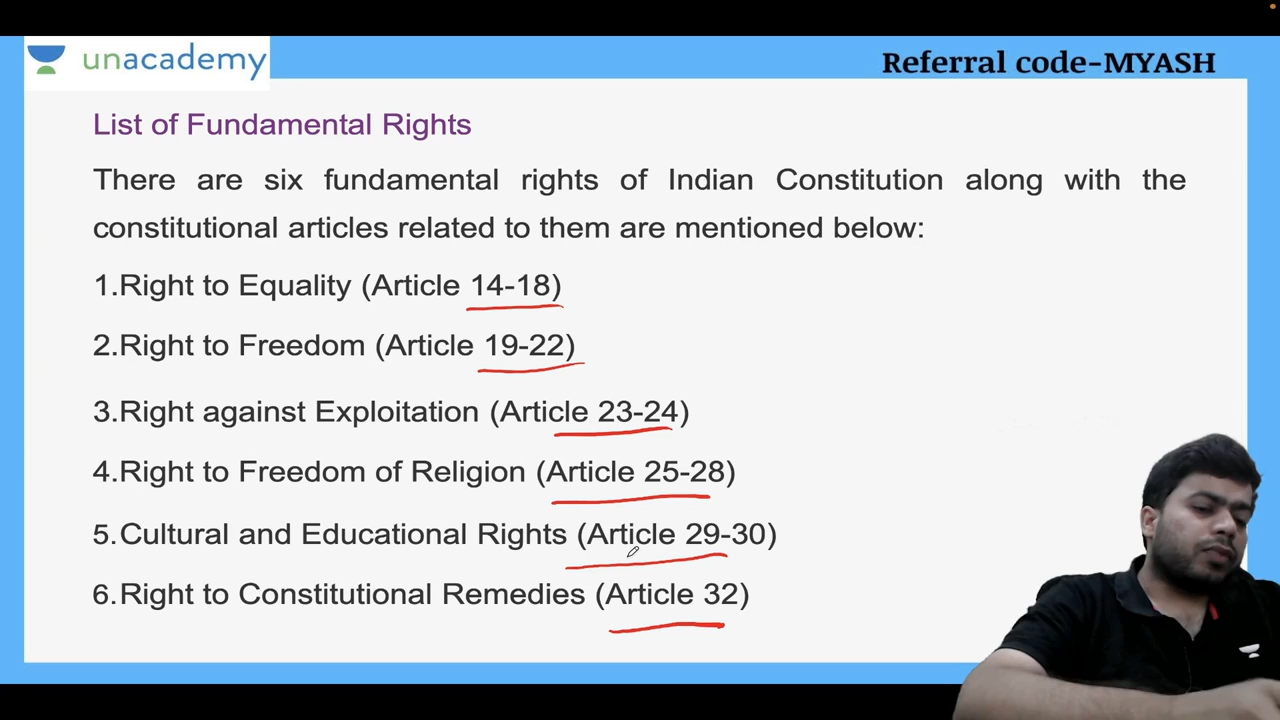 unacademy
Referral code-MYASH
List of Fundamental Rights
There are six fundamental rights of Indian Constitution along with the
constitutional articles related to them are mentioned below:
1.Right to Equality (Article 14-18)
2.Right to Freedom (Article 19-22)
3.Right against Exploitation (Article 23-24)
4.Right to Freedom of Religion (Article 25-28)
5.Cultural and Educational Rights (Article 29-30)
6.Right to Constitutional Remedies (Article 32)